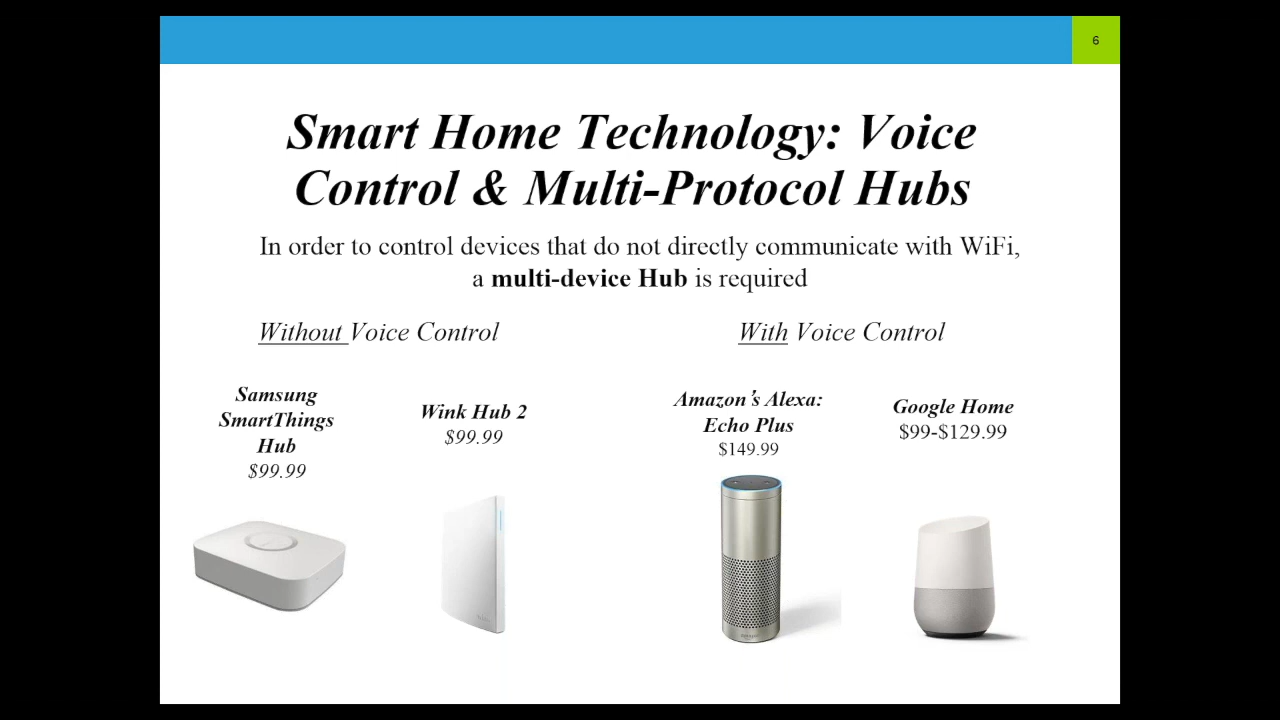 6
Smart Home Technology: Voice
Control & Multi-Protocol Hubs
In order to control devices that do not directly communicate with WiFi,
a multi-device Hub is required
Without Voice Control
With Voice Control
Samsung
SmartThings
Hub
$99.99
Wink Hub 2
$99.99
Amazon’s Alexa:
Echo Plus
$149.99
Google Home
$99-$129.99